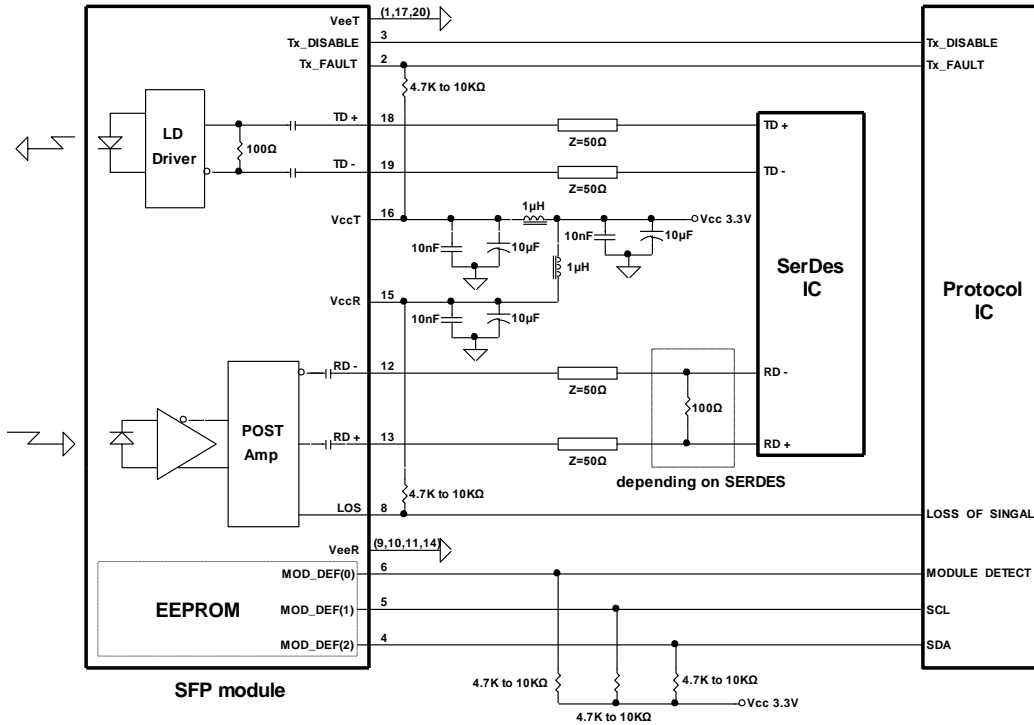 VeeT (1,17,20)
Tx_DISABLE 3 Tx_DISABLE
Tx_FAULT 2 Tx_FAULT
4.7K to 10KΩ
LD
Driver
100Ω
TD + 18 TD +
Z=50Ω
TD - 19 TD -
Z=50Ω
1µH
VccT 16 Vcc 3.3V
10nF 10µF 10nF 10µF
1µH
SerDes
IC
Protocol
IC
VccR 15
10nF 10µF
RD - 12 RD -
Z=50Ω
100Ω
POST
Amp
RD + 13 RD +
Z=50Ω
depending on SERDES
4.7K to 10KΩ
LOS 8 LOSS OF SINGAL
VeeR (9,10,11,14)
MOD_DEF(0) 6 MODULE DETECT
EEPROM
MOD_DEF(1) 5 SCL
MOD_DEF(2) 4 SDA
SFP module
4.7K to 10KΩ 4.7K to 10KΩ
Vcc 3.3V
4.7K to 10KΩ